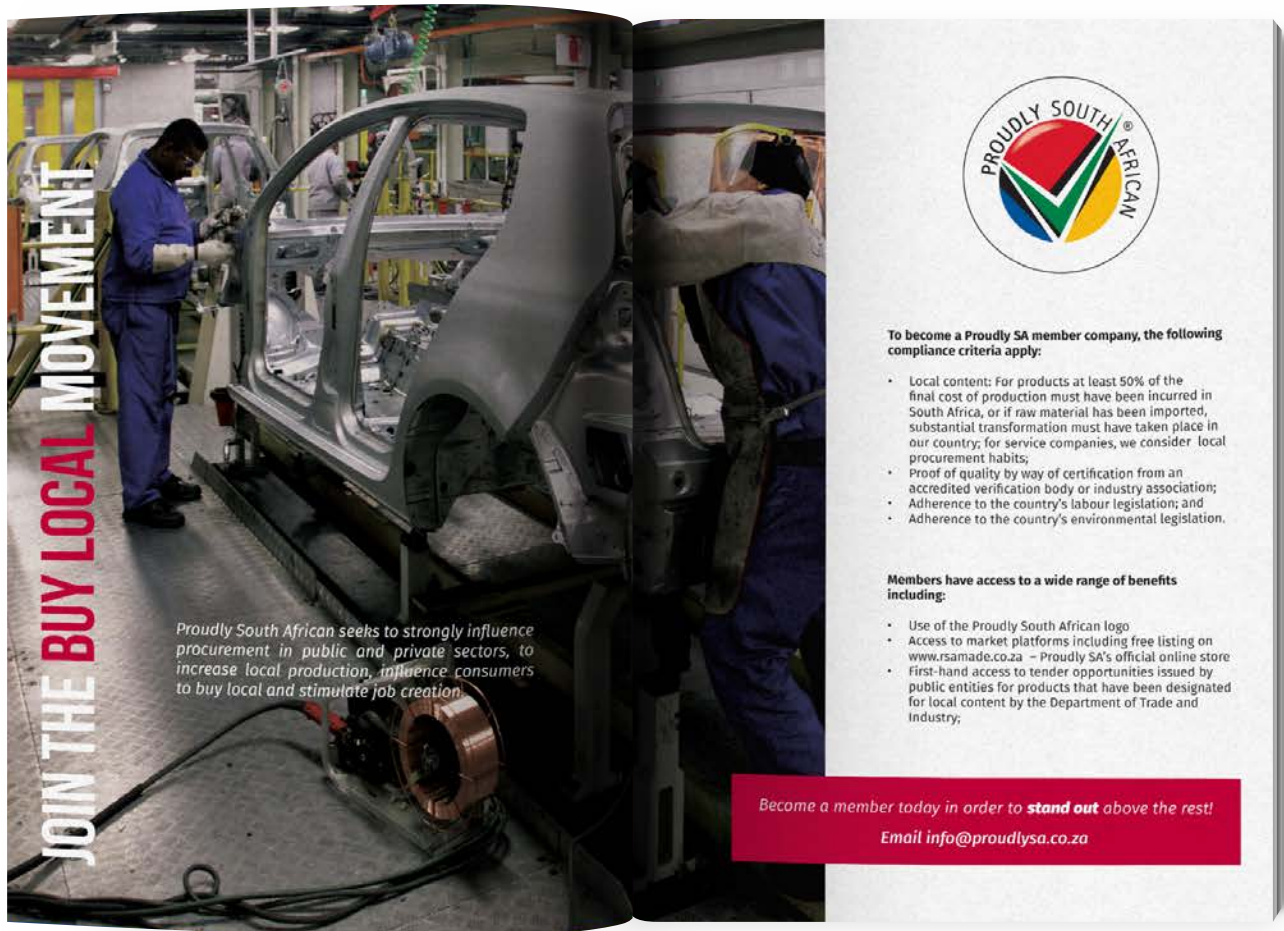 JOIN THE BUY LOCAL MOVEMENT
Proudly South African seeks to strongly influence
procurement in public and private sectors, to
increase local production, influence consumers
to buy local and stimulate job creation.
PROUDLY SOUTH AFRICAN ®
To become a Proudly SA member company, the following
compliance criteria apply:
• Local content: For products at least 50% of the
final cost of production must have been incurred in
South Africa, or if raw material has been imported,
substantial transformation must have taken place in
our country; for service companies, we consider local
procurement habits;
• Proof of quality by way of certification from an
accredited verification body or industry association;
• Adherence to the country's labour legislation; and
• Adherence to the country's environmental legislation.
Members have access to a wide range of benefits
including:
• Use of the Proudly South African logo
• Access to market platforms including free listing on
www.rsamade.co.za – Proudly SA's official online store
• First-hand access to tender opportunities issued by
public entities for products that have been designated
for local content by the Department of Trade and
Industry;
Become a member today in order to stand out above the rest!
Email info@proudlysa.co.za